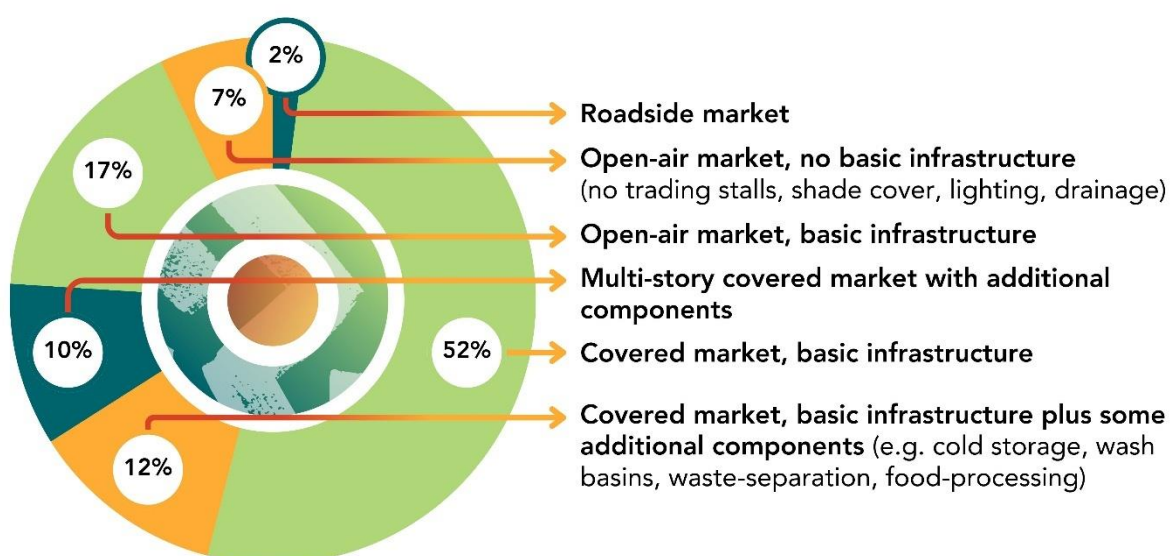 2%
7%
17%
10%
12%
52%
Roadside market
Open-air market, no basic infrastructure
(no trading stalls, shade cover, lighting, drainage)
Open-air market, basic infrastructure
Multi-story covered market with additional
components
Covered market, basic infrastructure
Covered market, basic infrastructure plus some
additional components (e.g. cold storage, wash
basins, waste-separation, food-processing)